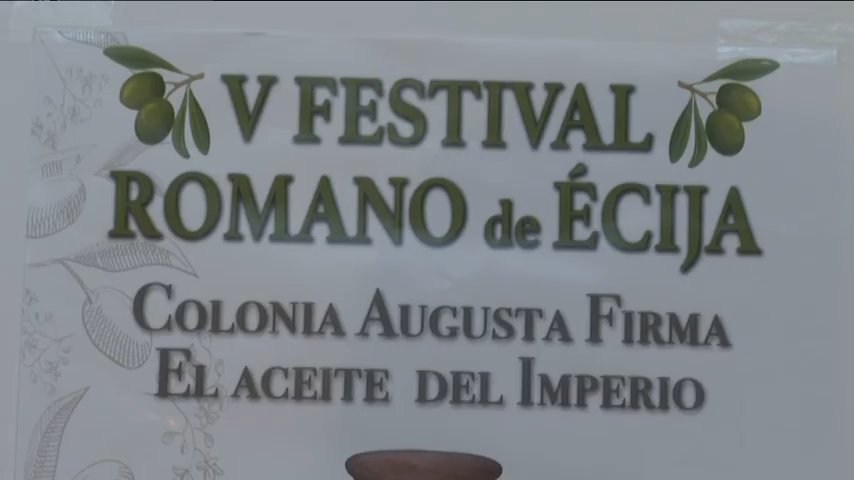 V FESTIVAL
ROMANO de ÉCIJA
COLONIA AUGUSTA FIRMA
EL ACEITE DEL IMPERIO